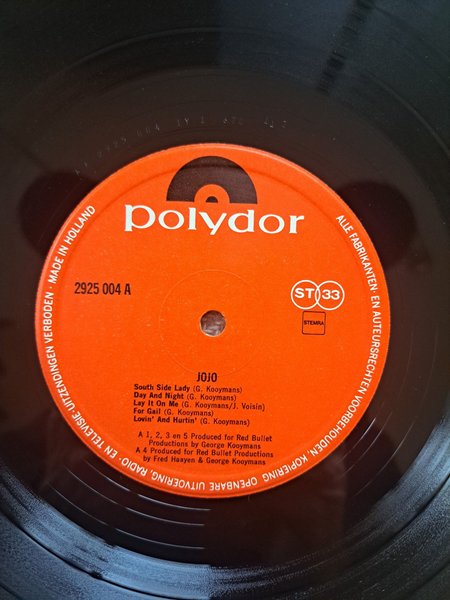 polydor
2925 004 A
ST 33
STEMRA
JOJO
South Side Lady (G. Kooymans)
Day And Night (G. Kooymans)
Lay It On Me (G. Kooymans/J. Voisin)
For Gail (G. Kooymans)
Lovin' And Hurtin' (G. Kooymans)
A 1, 2, 3 en 5 Produced for Red Bullet
Productions by George Kooymans
A 4 Produced for Red Bullet Productions
by Fred Haayen & George Kooymans
ALLE FABRIKANTEN- EN AUTEURSRECHTEN VOORBEHOUDEN. KOPIERING, OPENBARE UITVOERING, RADIO- EN TELEVISIE-UITZENDINGEN VERBODEN · MADE IN HOLLAND